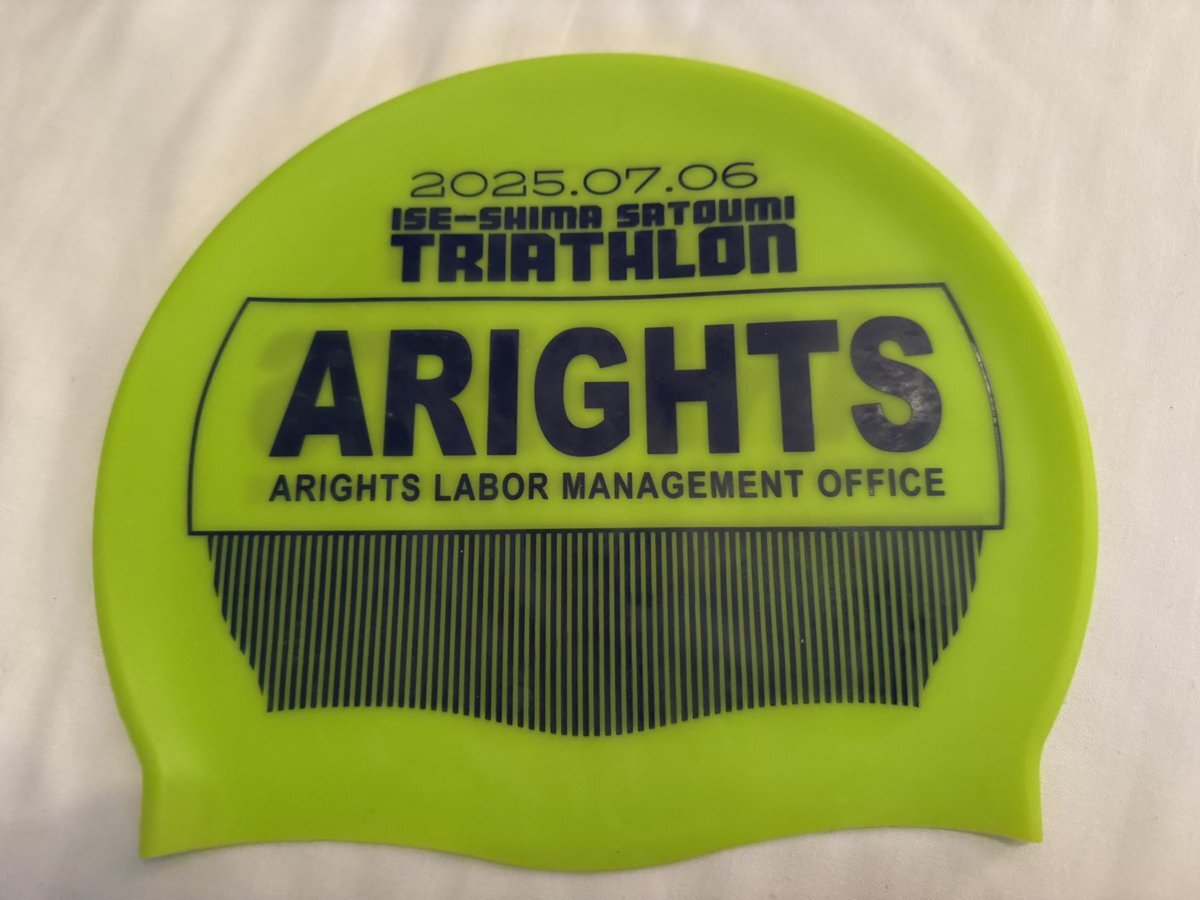 2025.07.06
ISE-SHIMA SATOUMI
TRIATHLON
ARIGHTS
ARIGHTS LABOR MANAGEMENT OFFICE